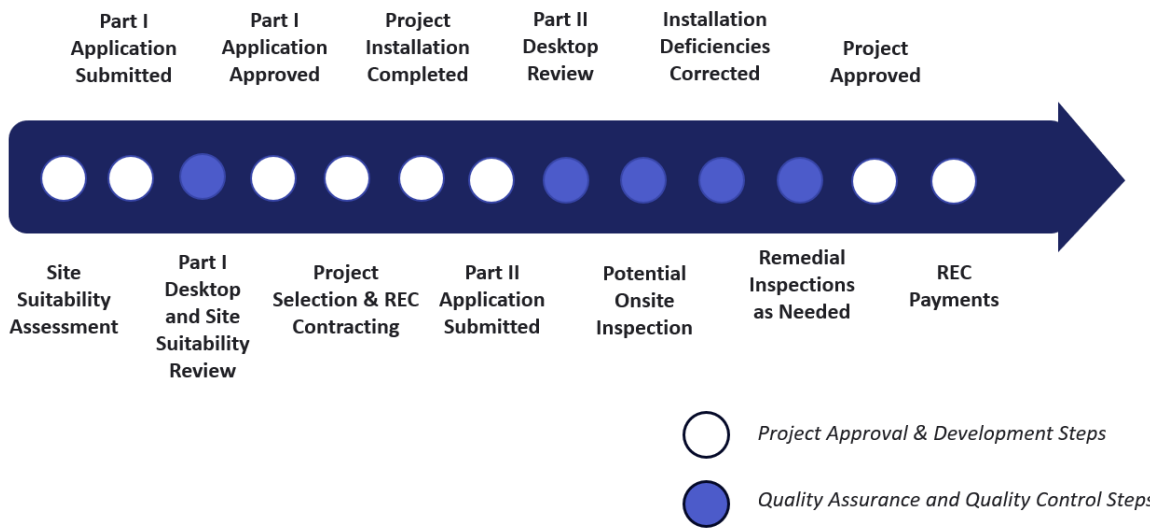 Part I
Application
Submitted
Part I
Application
Approved
Project
Installation
Completed
Part II
Desktop
Review
Installation
Deficiencies
Corrected
Project
Approved
Site
Suitability
Assessment
Part I
Desktop
and Site
Suitability
Review
Project
Selection & REC
Contracting
Part II
Application
Submitted
Potential
Onsite
Inspection
Remedial
Inspections
as Needed
REC
Payments
Project Approval & Development Steps
Quality Assurance and Quality Control Steps